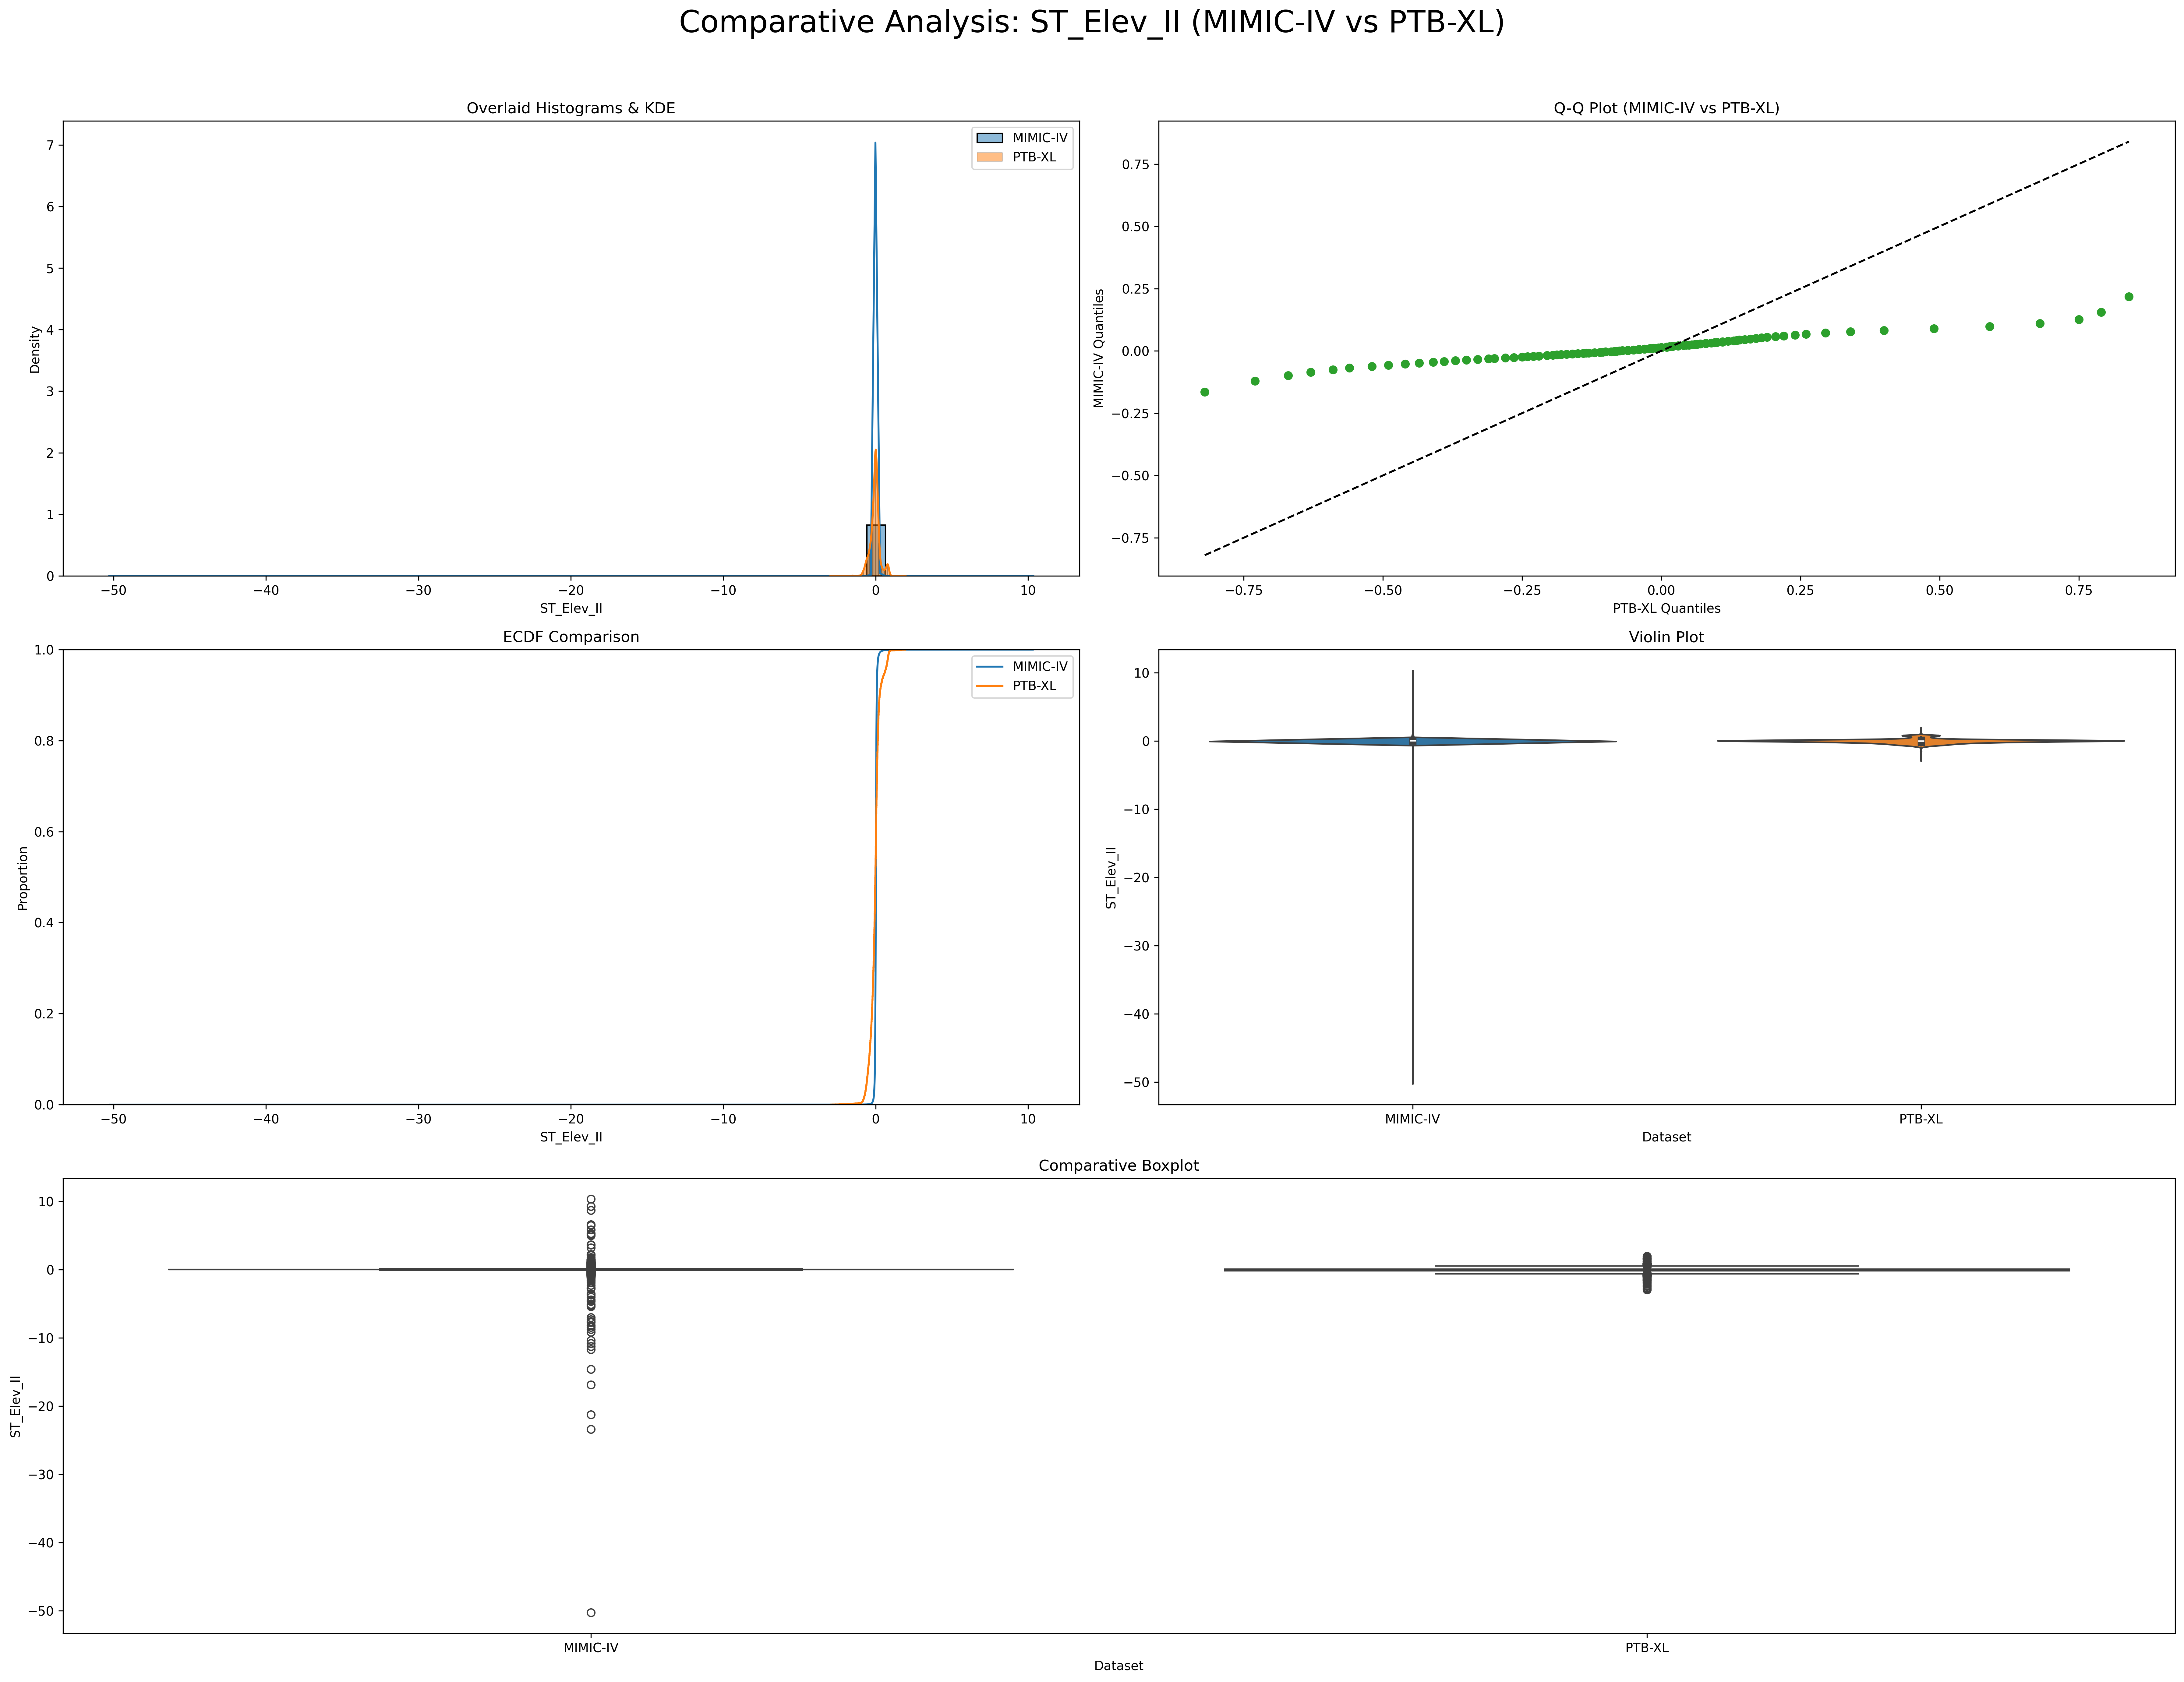 Comparative Analysis: ST_Elev_II (MIMIC-IV vs PTB-XL)
Overlaid Histograms & KDE
7
6
5
4
3
2
1
0
Density
−50
−40
−30
−20
−10
0
10
ST_Elev_II
MIMIC-IV
PTB-XL
Q-Q Plot (MIMIC-IV vs PTB-XL)
0.75
0.50
0.25
0.00
−0.25
−0.50
−0.75
MIMIC-IV Quantiles
−0.75
−0.50
−0.25
0.00
0.25
0.50
0.75
PTB-XL Quantiles
ECDF Comparison
1.0
0.8
0.6
0.4
0.2
0.0
Proportion
−50
−40
−30
−20
−10
0
10
ST_Elev_II
MIMIC-IV
PTB-XL
Violin Plot
10
0
−10
−20
−30
−40
−50
ST_Elev_II
MIMIC-IV
PTB-XL
Dataset
Comparative Boxplot
10
0
−10
−20
−30
−40
−50
ST_Elev_II
MIMIC-IV
PTB-XL
Dataset